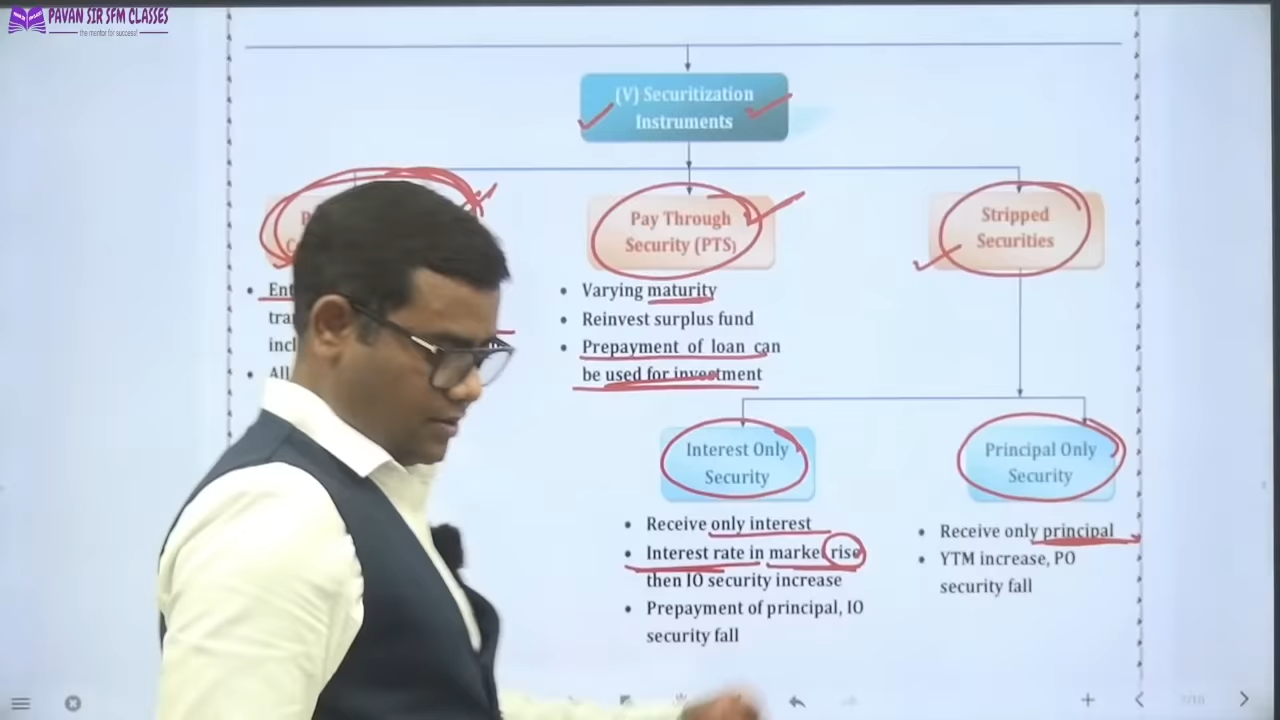 PAVAN SIR SFM CLASSES
the mentor for success!
(V) Securitization
Instruments
Pay Through
Security (PTS)
Stripped
Securities
• Varying maturity
• Reinvest surplus fund
• Prepayment of loan can
be used for investment
Interest Only
Security
Principal Only
Security
• Receive only interest
• Interest rate in market rise
then IO security increase
• Prepayment of principal, IO
security fall
• Receive only principal
• YTM increase, PO
security fall